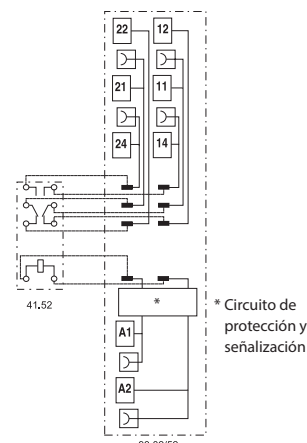 22 12
21 11
24 14
41.52
*
A1
A2
* Circuito de
protección y
señalización